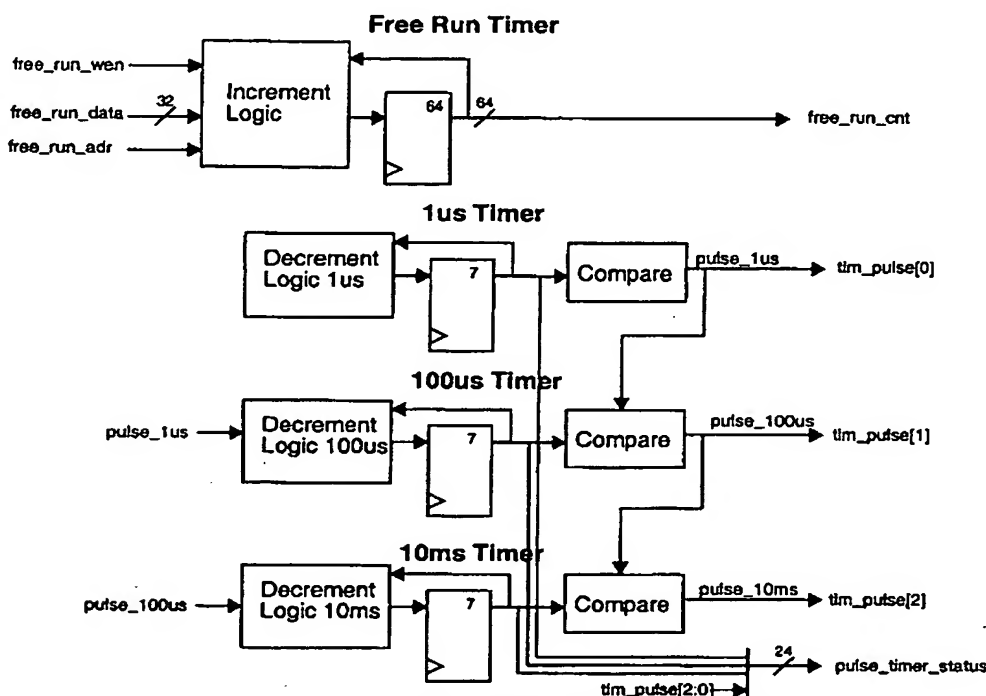 Free Run Timer
free_run_wen
free_run_data
32
free_run_adr
Increment
Logic
64
64
free_run_cnt
1us Timer
Decrement
Logic 1us
7
Compare
pulse_1us
tim_pulse[0]
100us Timer
pulse_1us
Decrement
Logic 100us
7
Compare
pulse_100us
tim_pulse[1]
10ms Timer
pulse_100us
Decrement
Logic 10ms
7
Compare
pulse_10ms
tim_pulse[2]
24
pulse_timer_status
tim_pulse[2:0]